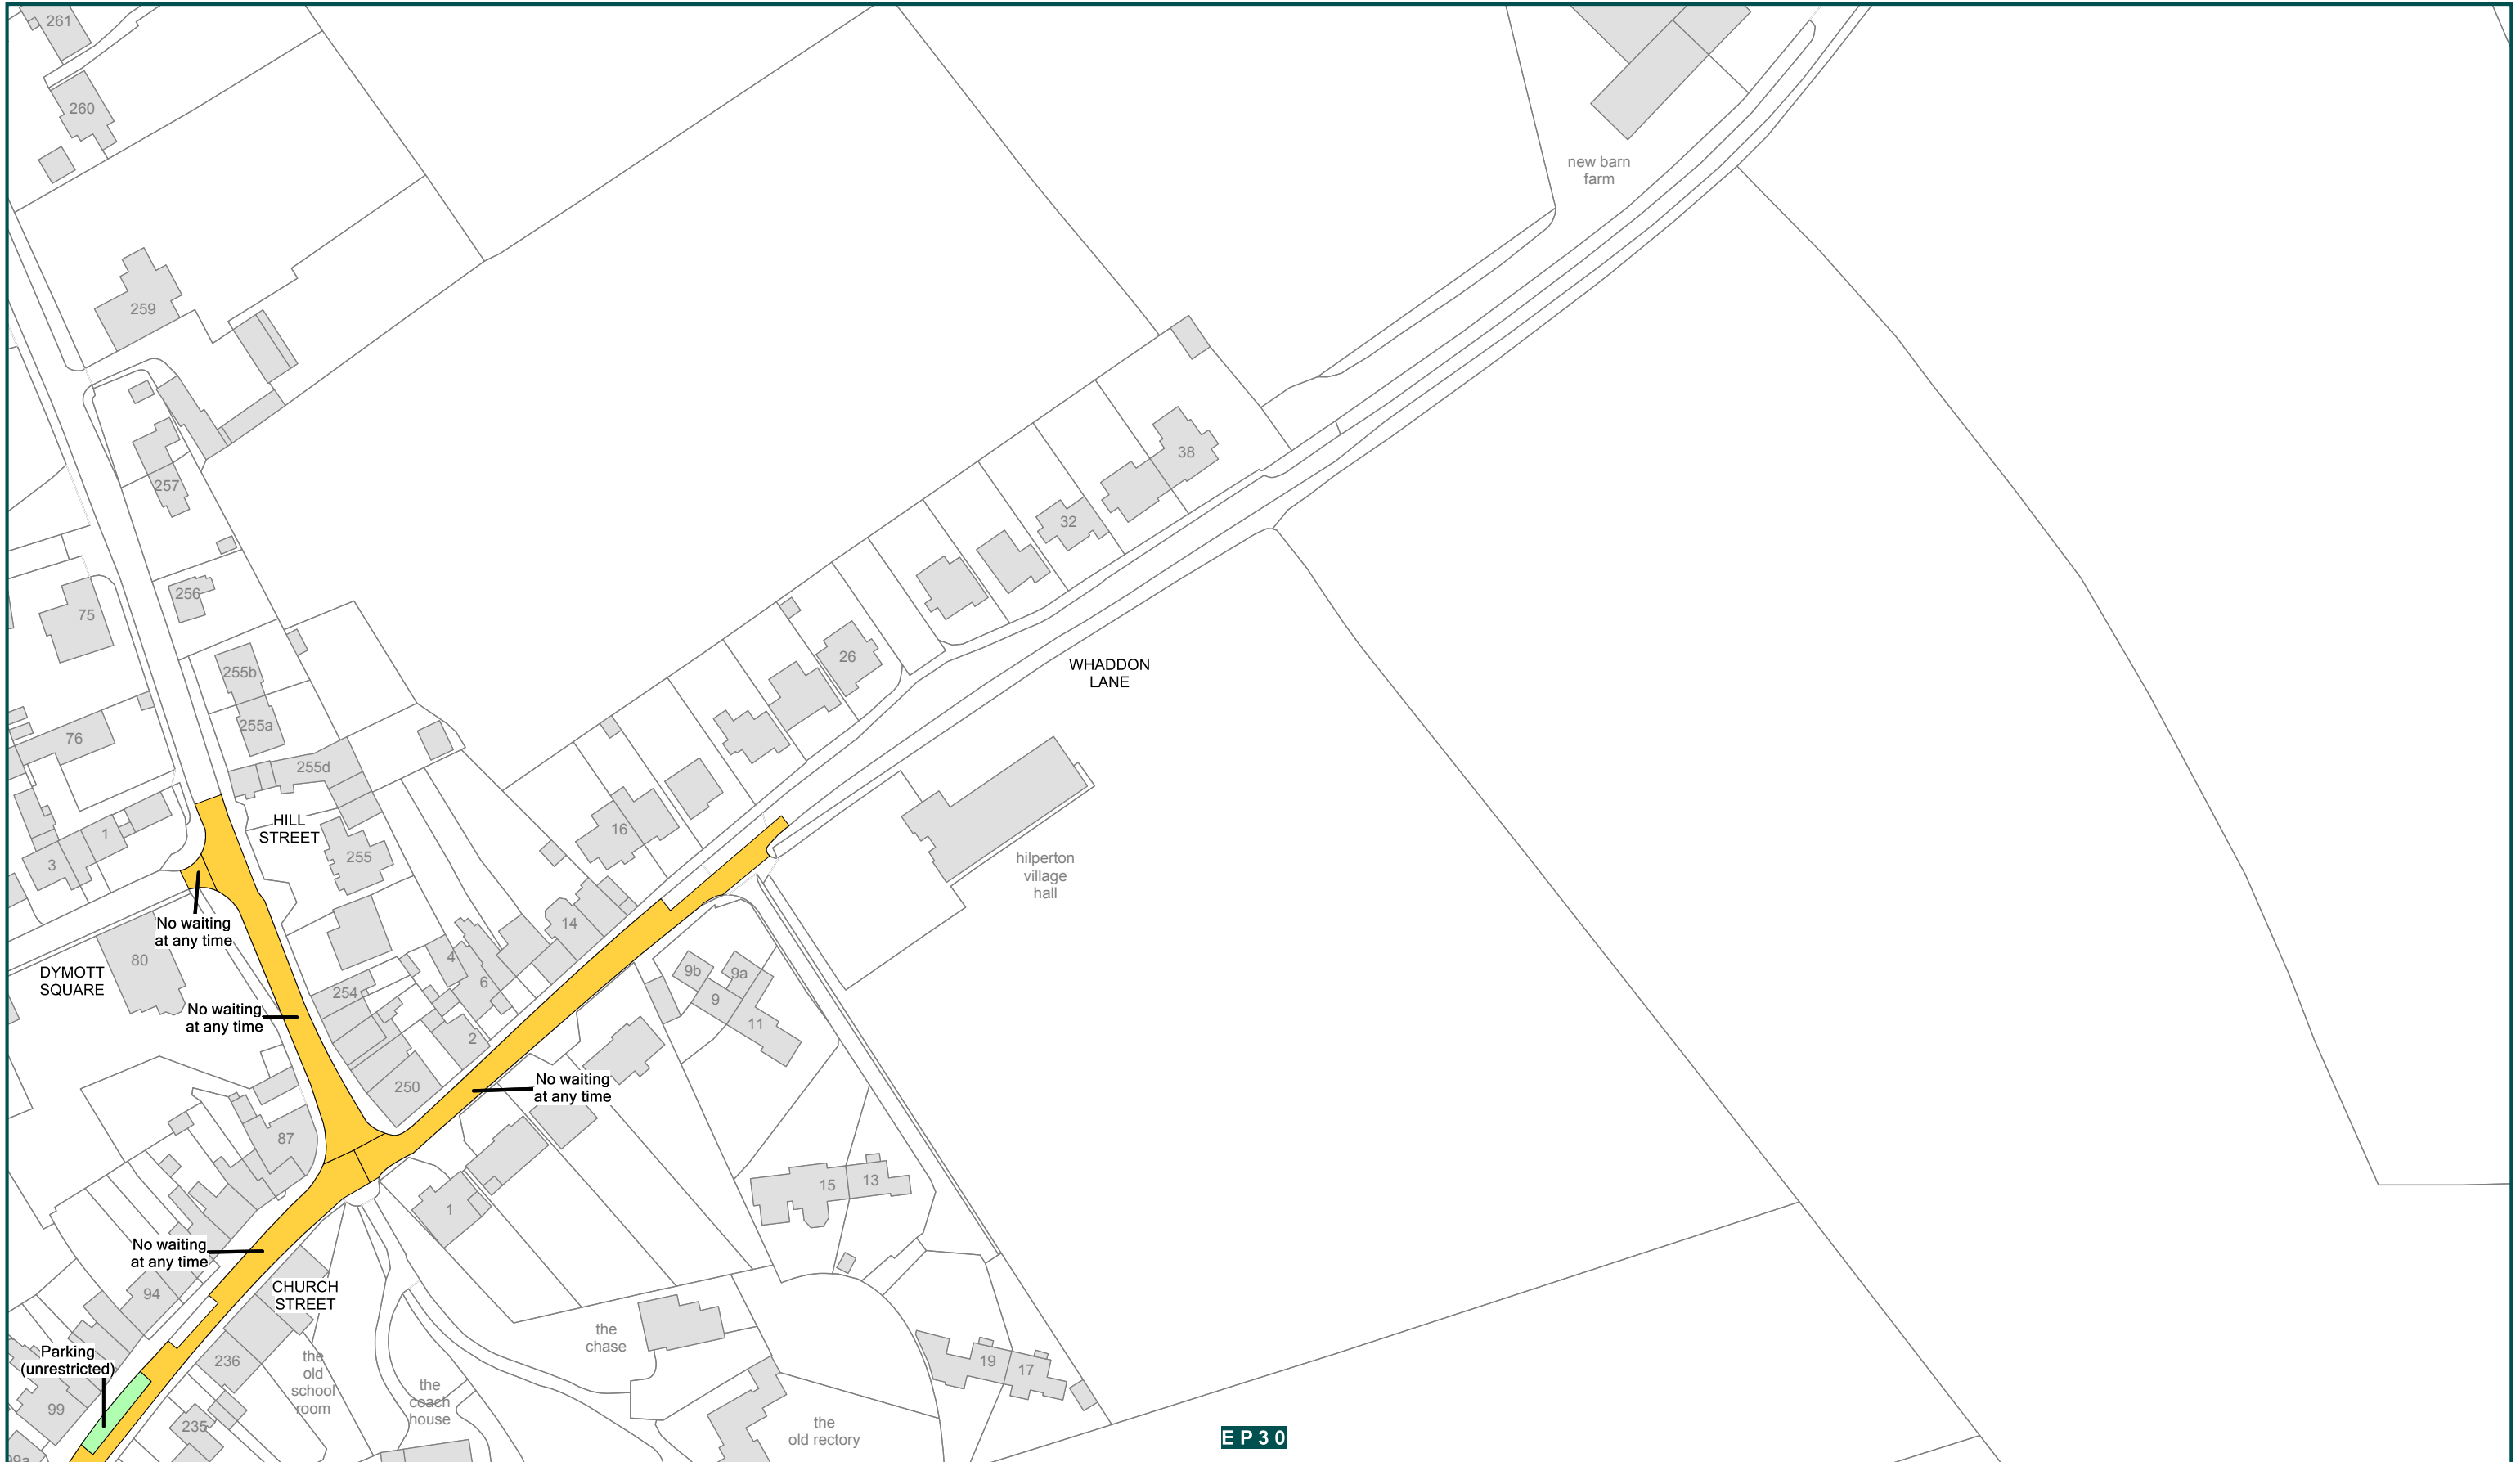 261
260
new barn
farm
259
38
257
32
256
75
26
WHADDON
LANE
255b
255a
76
255d
16
HILL
STREET
1
3
255
hilperton
village
hall
14
No waiting
at any time
80
4
9b
9a
DYMOTT
SQUARE
6
254
9
11
No waiting
at any time
2
250
No waiting
at any time
87
15
13
1
No waiting
at any time
CHURCH
STREET
94
the
chase
Parking
(unrestricted)
236
the
old
school
room
19
17
the
coach
house
99
235
the
old rectory
EP30
99a